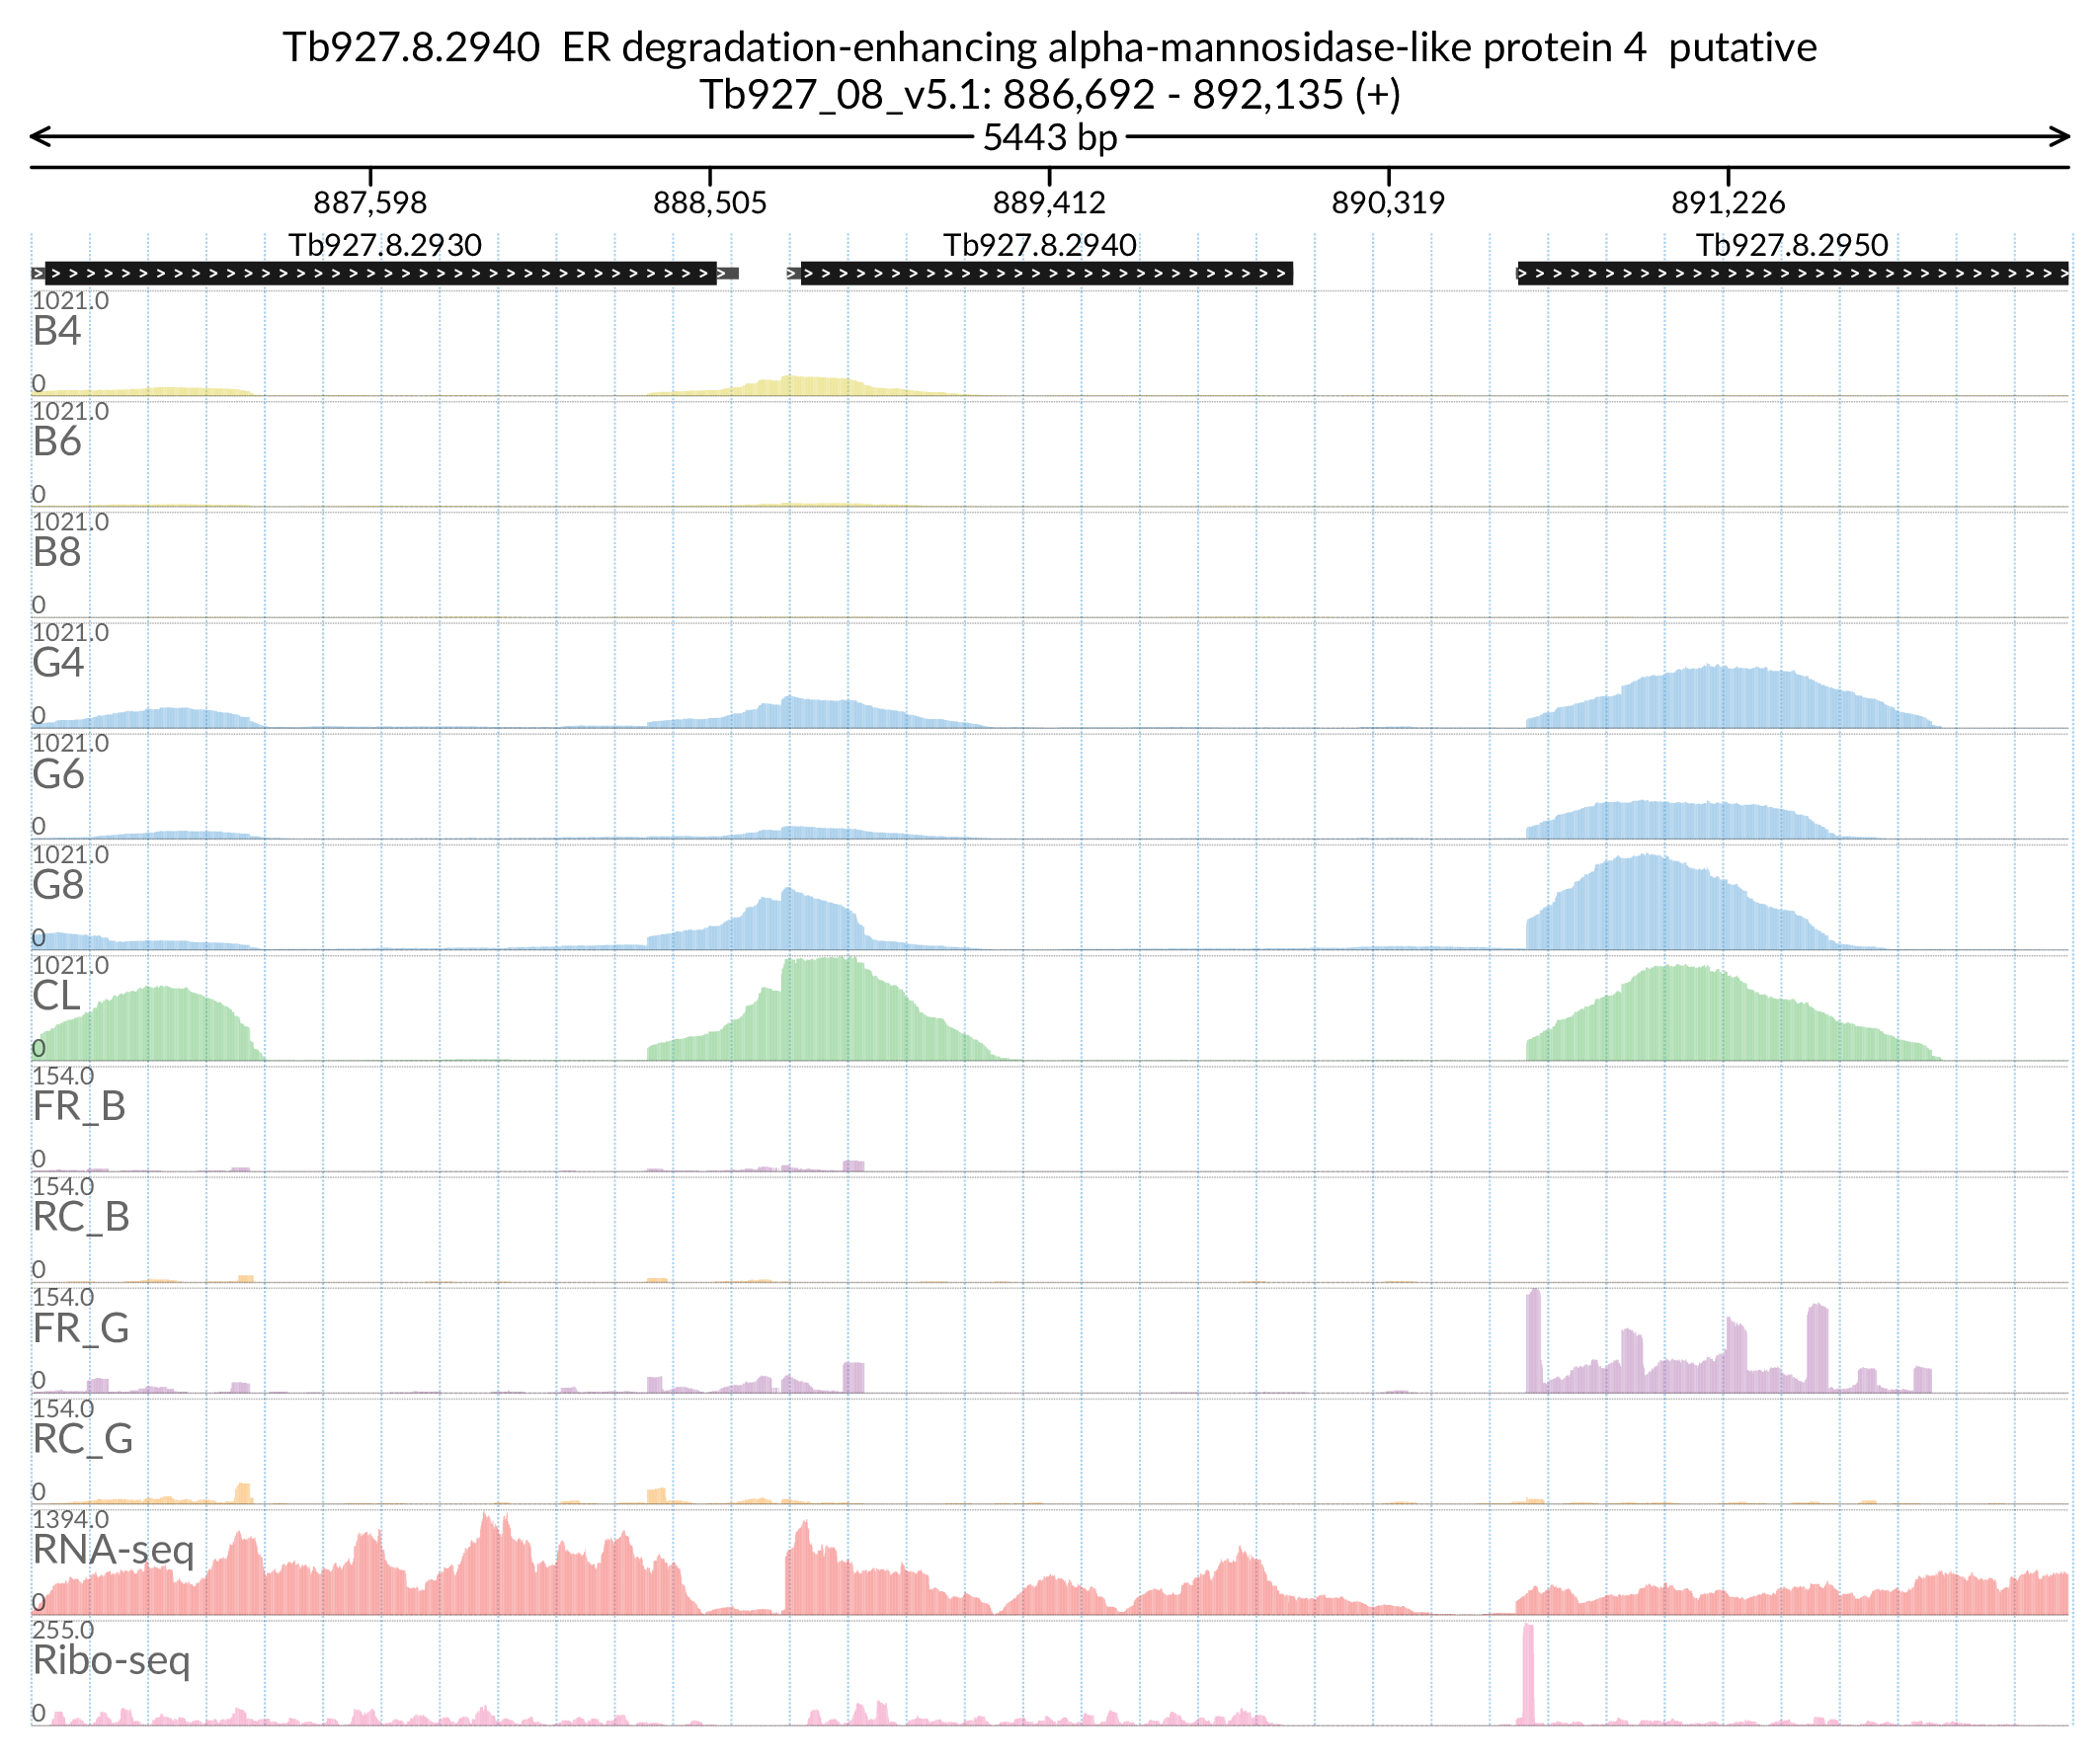 Tb927.8.2940  ER degradation-enhancing alpha-mannosidase-like protein 4  putative
Tb927_08_v5.1: 886,692 - 892,135 (+)
5443 bp
887,598 888,505 889,412 890,319 891,226
Tb927.8.2930 Tb927.8.2940 Tb927.8.2950
1021.0
B4
0
1021.0
B6
0
1021.0
B8
0
1021.0
G4
0
1021.0
G6
0
1021.0
G8
0
1021.0
CL
0
154.0
FR_B
0
154.0
RC_B
0
154.0
FR_G
0
154.0
RC_G
0
1394.0
RNA-seq
0
255.0
Ribo-seq
0